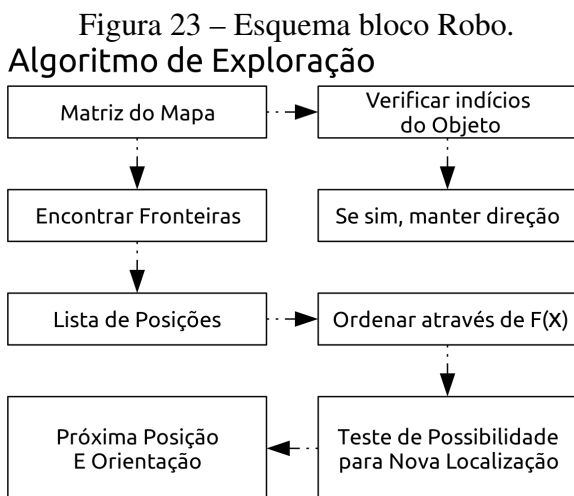 Figura 23 – Esquema bloco Robo.
Algoritmo de Exploração
Matriz do Mapa
Verificar indícios
do Objeto
Encontrar Fronteiras
Se sim, manter direção
Lista de Posições
Ordenar através de F(X)
Próxima Posição
E Orientação
Teste de Possibilidade
para Nova Localização